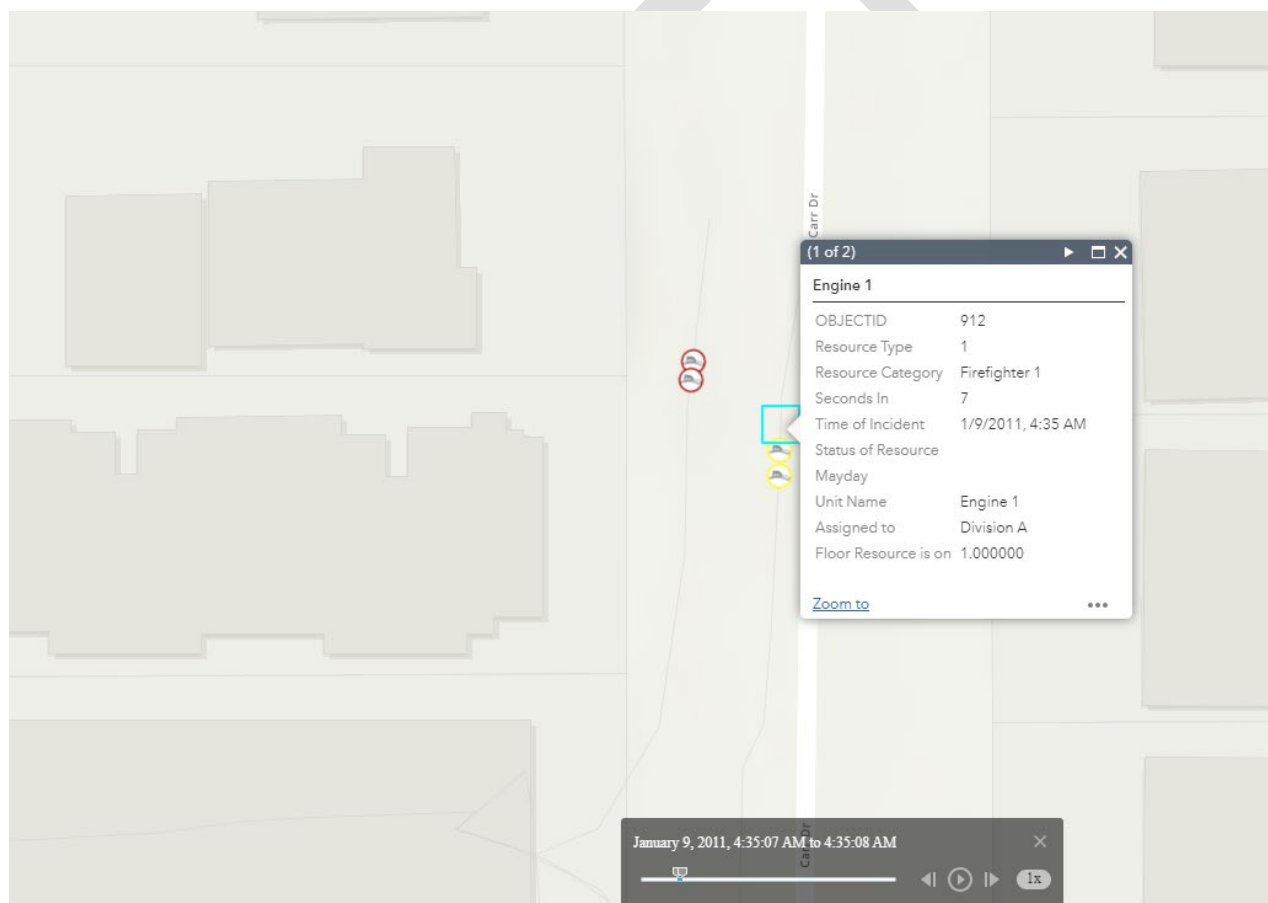 Carr Dr
(1 of 2)
Engine 1
OBJECTID 912
Resource Type 1
Resource Category Firefighter 1
Seconds In 7
Time of Incident 1/9/2011, 4:35 AM
Status of Resource
Mayday
Unit Name Engine 1
Assigned to Division A
Floor Resource is on 1.000000
Zoom to
January 9, 2011, 4:35:07 AM to 4:35:08 AM
Carr Dr
1x